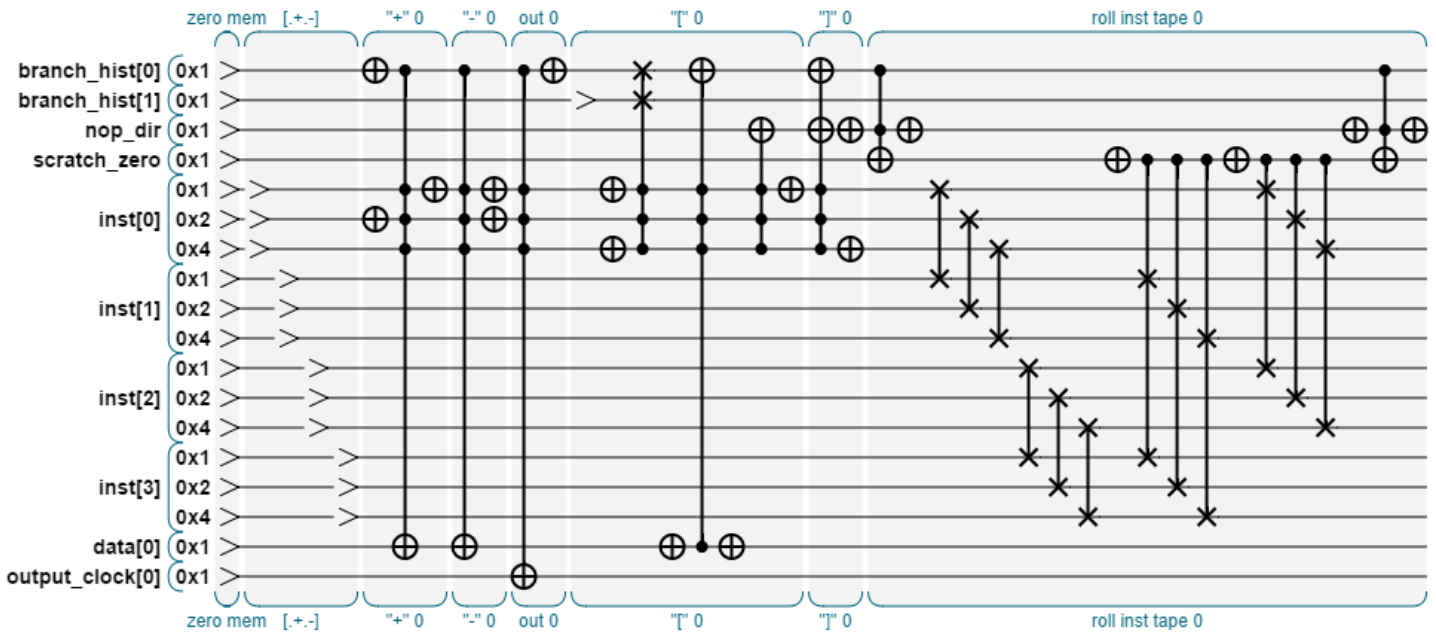 zero mem [.+.-] "+" 0 "-" 0 out 0 "[" 0 "]" 0 roll inst tape 0
branch_hist[0] 0x1
branch_hist[1] 0x1
nop_dir 0x1
scratch_zero 0x1
0x1
inst[0] 0x2
0x4
0x1
inst[1] 0x2
0x4
0x1
inst[2] 0x2
0x4
0x1
inst[3] 0x2
0x4
data[0] 0x1
output_clock[0] 0x1
zero mem [.+.-] "+" 0 "-" 0 out 0 "[" 0 "]" 0 roll inst tape 0